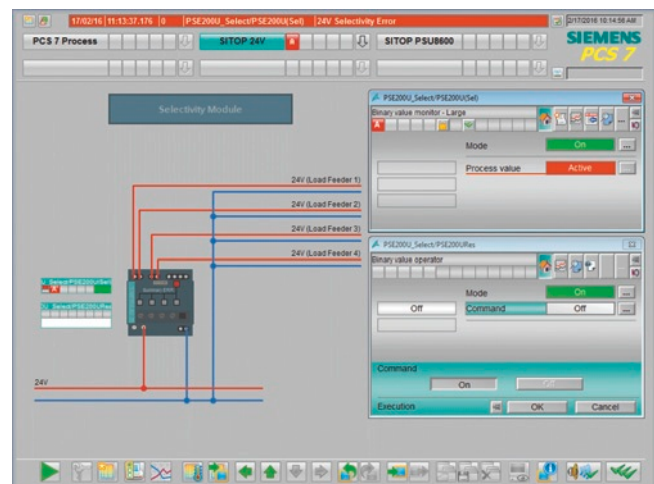 17/02/16 11:13:37.176 0 PSE200U_Select/PSE200U(Sel) 24V Selectivity Error
2/17/2016 10:14:56 AM
PCS 7 Process SITOP 24V SITOP PSU8600
SIEMENS
PCS 7
Selectivity Module
24V (Load Feeder 1)
24V (Load Feeder 2)
24V (Load Feeder 3)
24V (Load Feeder 4)
24V
PSE200U_Select/PSE200U(Sel)
Binary value monitor - Large
Mode On ...
Process value Active
PSE200U_Select/PSE200URes
Binary value operator
Mode On ...
Off Command Off ...
Command
On
Execution OK Cancel